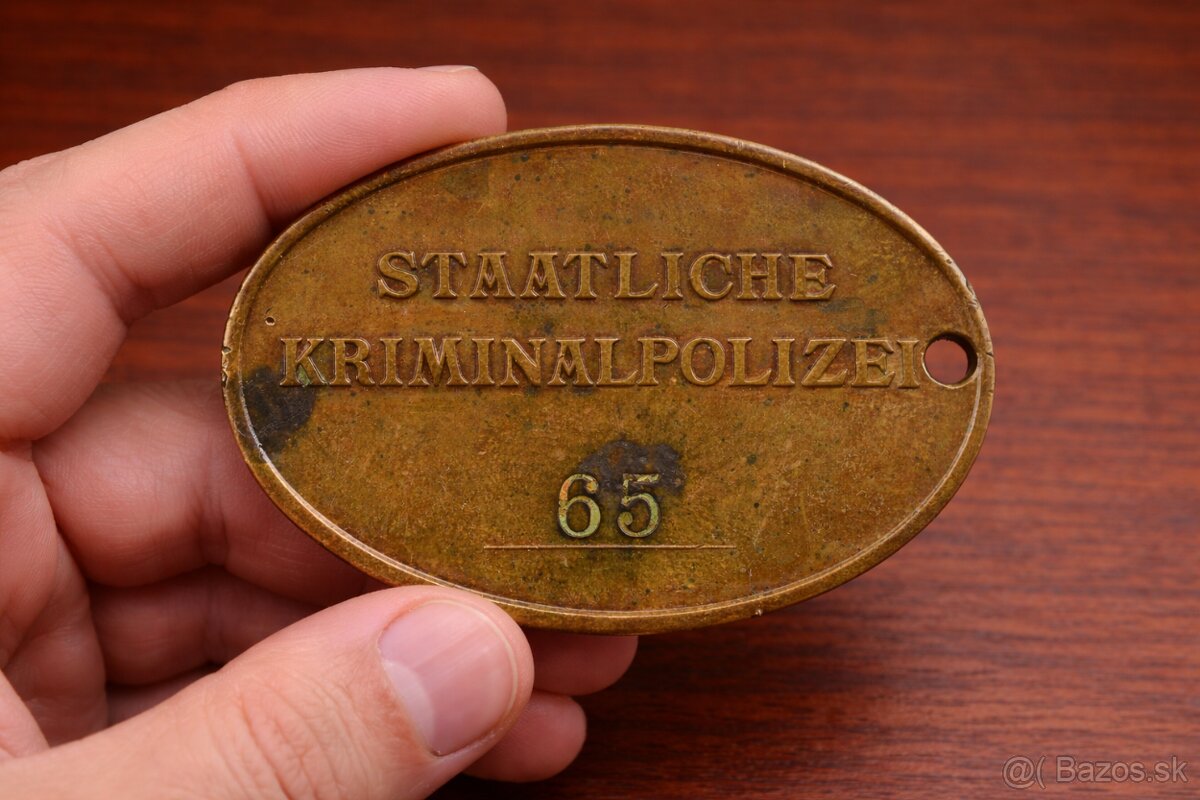 STAATLICHE
KRIMINALPOLIZEI
65
@( Bazos.sk